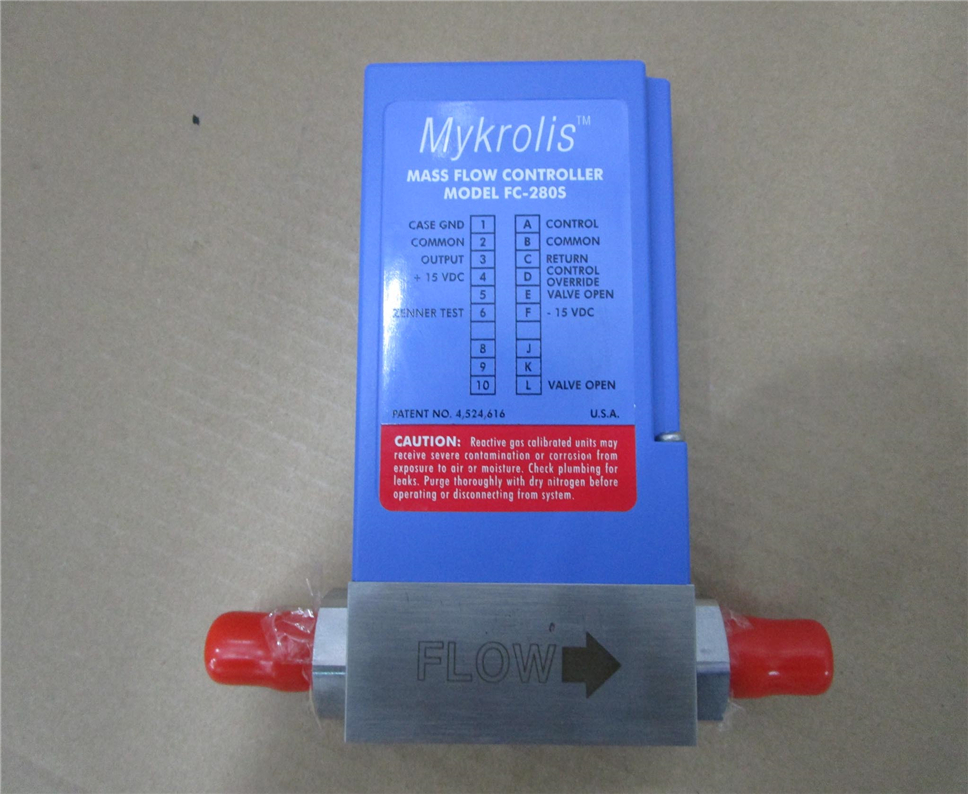 Mykrolis™
MASS FLOW CONTROLLER
MODEL FC-280S
CASE GND 1 A CONTROL
COMMON 2 B COMMON
OUTPUT 3 C RETURN
+ 15 VDC 4 D CONTROL OVERRIDE
5 E VALVE OPEN
ZENNER TEST 6 F - 15 VDC
8 J
9 K
10 L VALVE OPEN
PATENT NO. 4,524,616 U.S.A.
CAUTION: Reactive gas calibrated units may
receive severe contamination or corrosion from
exposure to air or moisture. Check plumbing for
leaks. Purge thoroughly with dry nitrogen before
operating or disconnecting from system.
FLOW